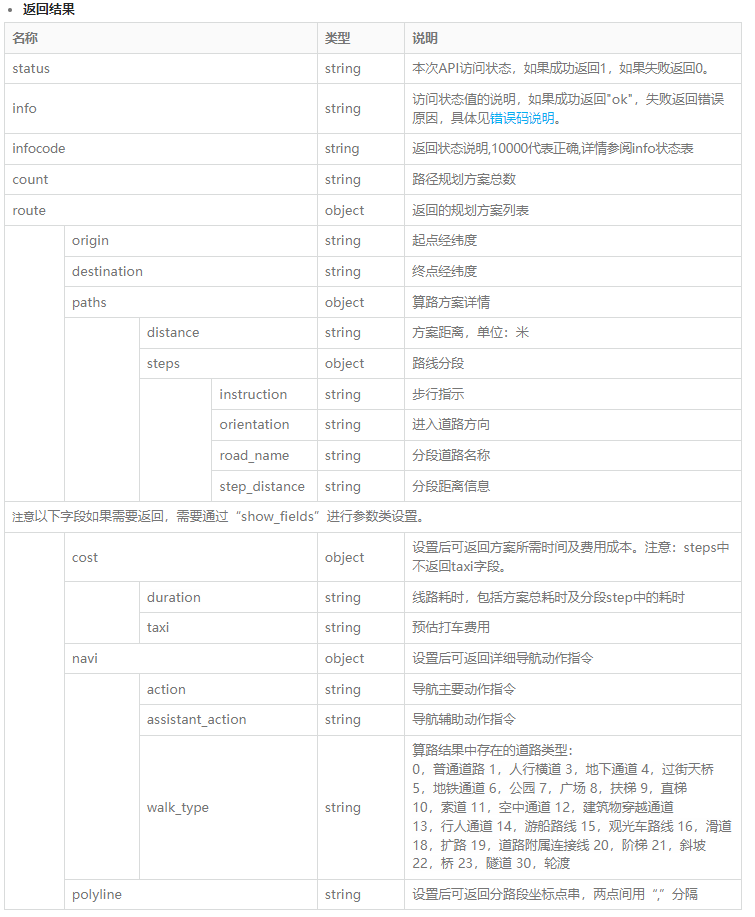 返回结果
名称 类型 说明
status string 本次API访问状态，如果成功返回1，如果失败返回0。
info string 访问状态值的说明，如果成功返回"ok"，失败返回错误
原因，具体见错误码说明。
infocode string 返回状态说明,10000代表正确,详情参阅info状态表
count string 路径规划方案总数
route object 返回的规划方案列表
origin string 起点经纬度
destination string 终点经纬度
paths object 算路方案详情
distance string 方案距离，单位：米
steps object 路线分段
instruction string 步行指示
orientation string 进入道路方向
road_name string 分段道路名称
step_distance string 分段距离信息
注意以下字段如果需要返回，需要通过“show_fields”进行参数类设置。
cost object 设置后可返回方案所需时间及费用成本。注意：steps中
不返回taxi字段。
duration string 线路耗时，包括方案总耗时及分段step中的耗时
taxi string 预估打车费用
navi object 设置后可返回详细导航动作指令
action string 导航主要动作指令
assistant_action string 导航辅助动作指令
walk_type string 算路结果中存在的道路类型：
0，普通道路 1，人行横道 3，地下通道 4，过街天桥
5，地铁通道 6，公园 7，广场 8，扶梯 9，直梯
10，索道 11，空中通道 12，建筑物穿越通道
13，行人通道 14，游船路线 15，观光车路线 16，滑道
18，扩路 19，道路附属连接线 20，阶梯 21，斜坡
22，桥 23，隧道 30，轮渡
polyline string 设置后可返回分路段坐标点串，两点间用“,”分隔